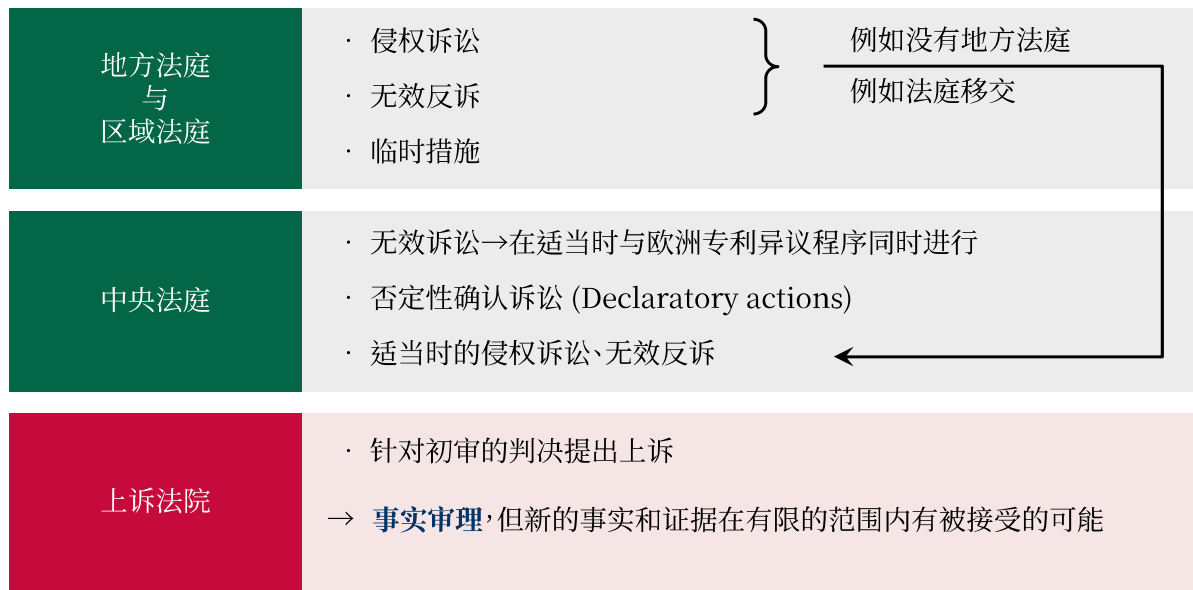 地方法庭
与
区域法庭
· 侵权诉讼
· 无效反诉
· 临时措施
例如没有地方法庭
例如法庭移交
中央法庭
· 无效诉讼→在适当时与欧洲专利异议程序同时进行
· 否定性确认诉讼 (Declaratory actions)
· 适当时的侵权诉讼、无效反诉
上诉法院
· 针对初审的判决提出上诉
→ 事实审理，但新的事实和证据在有限的范围内有被接受的可能